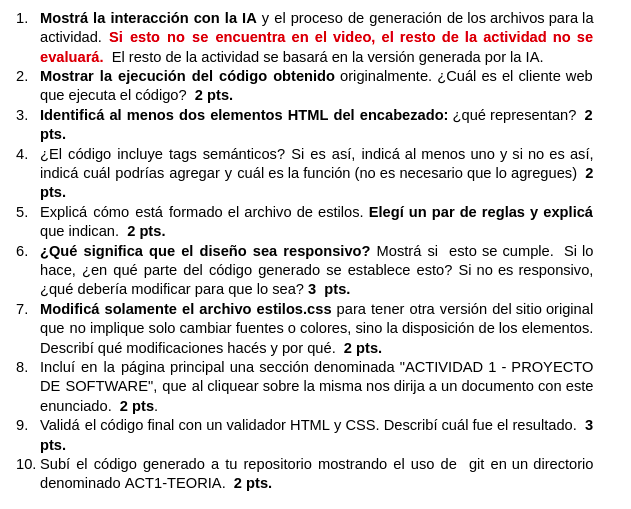 1. Mostrá la interacción con la IA y el proceso de generación de los archivos para la
actividad. Si esto no se encuentra en el video, el resto de la actividad no se
evaluará. El resto de la actividad se basará en la versión generada por la IA.
2. Mostrar la ejecución del código obtenido originalmente. ¿Cuál es el cliente web
que ejecuta el código? 2 pts.
3. Identificá al menos dos elementos HTML del encabezado: ¿qué representan? 2
pts.
4. ¿El código incluye tags semánticos? Si es así, indicá al menos uno y si no es así,
indicá cuál podrías agregar y cuál es la función (no es necesario que lo agregues) 2
pts.
5. Explicá cómo está formado el archivo de estilos. Elegí un par de reglas y explicá
que indican. 2 pts.
6. ¿Qué significa que el diseño sea responsivo? Mostrá si esto se cumple. Si lo
hace, ¿en qué parte del código generado se establece esto? Si no es responsivo,
¿qué debería modificar para que lo sea? 3 pts.
7. Modificá solamente el archivo estilos.css para tener otra versión del sitio original
que no implique solo cambiar fuentes o colores, sino la disposición de los elementos.
Describí qué modificaciones hacés y por qué. 2 pts.
8. Incluí en la página principal una sección denominada "ACTIVIDAD 1 - PROYECTO
DE SOFTWARE", que al cliquear sobre la misma nos dirija a un documento con este
enunciado. 2 pts.
9. Validá el código final con un validador HTML y CSS. Describí cuál fue el resultado. 3
pts.
10. Subí el código generado a tu repositorio mostrando el uso de git en un directorio
denominado ACT1-TEORIA. 2 pts.